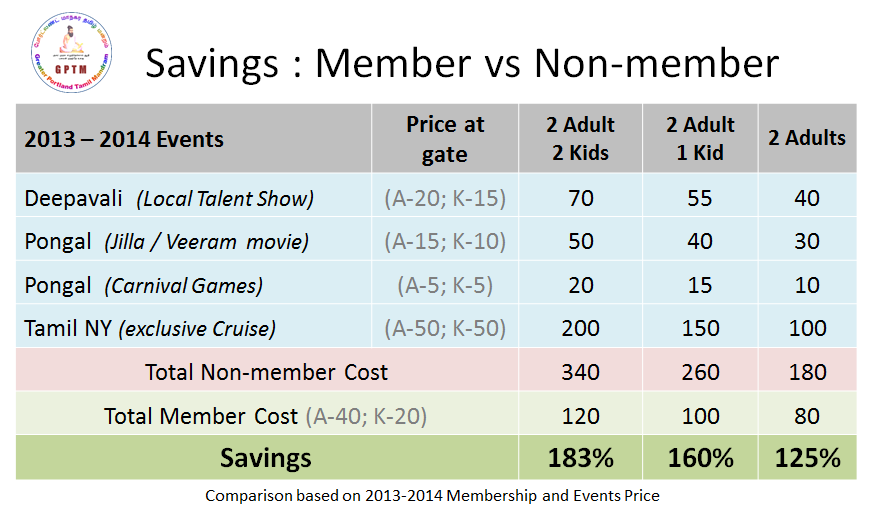 மாநகர தமிழ் மன்றம்
Greater Portland Tamil Mandram
GPTM
Savings : Member vs Non-member
2013 – 2014 Events Price at gate 2 Adult 2 Kids 2 Adult 1 Kid 2 Adults
Deepavali (Local Talent Show) (A-20; K-15) 70 55 40
Pongal (Jilla / Veeram movie) (A-15; K-10) 50 40 30
Pongal (Carnival Games) (A-5; K-5) 20 15 10
Tamil NY (exclusive Cruise) (A-50; K-50) 200 150 100
Total Non-member Cost 340 260 180
Total Member Cost (A-40; K-20) 120 100 80
Savings 183% 160% 125%
Comparison based on 2013-2014 Membership and Events Price